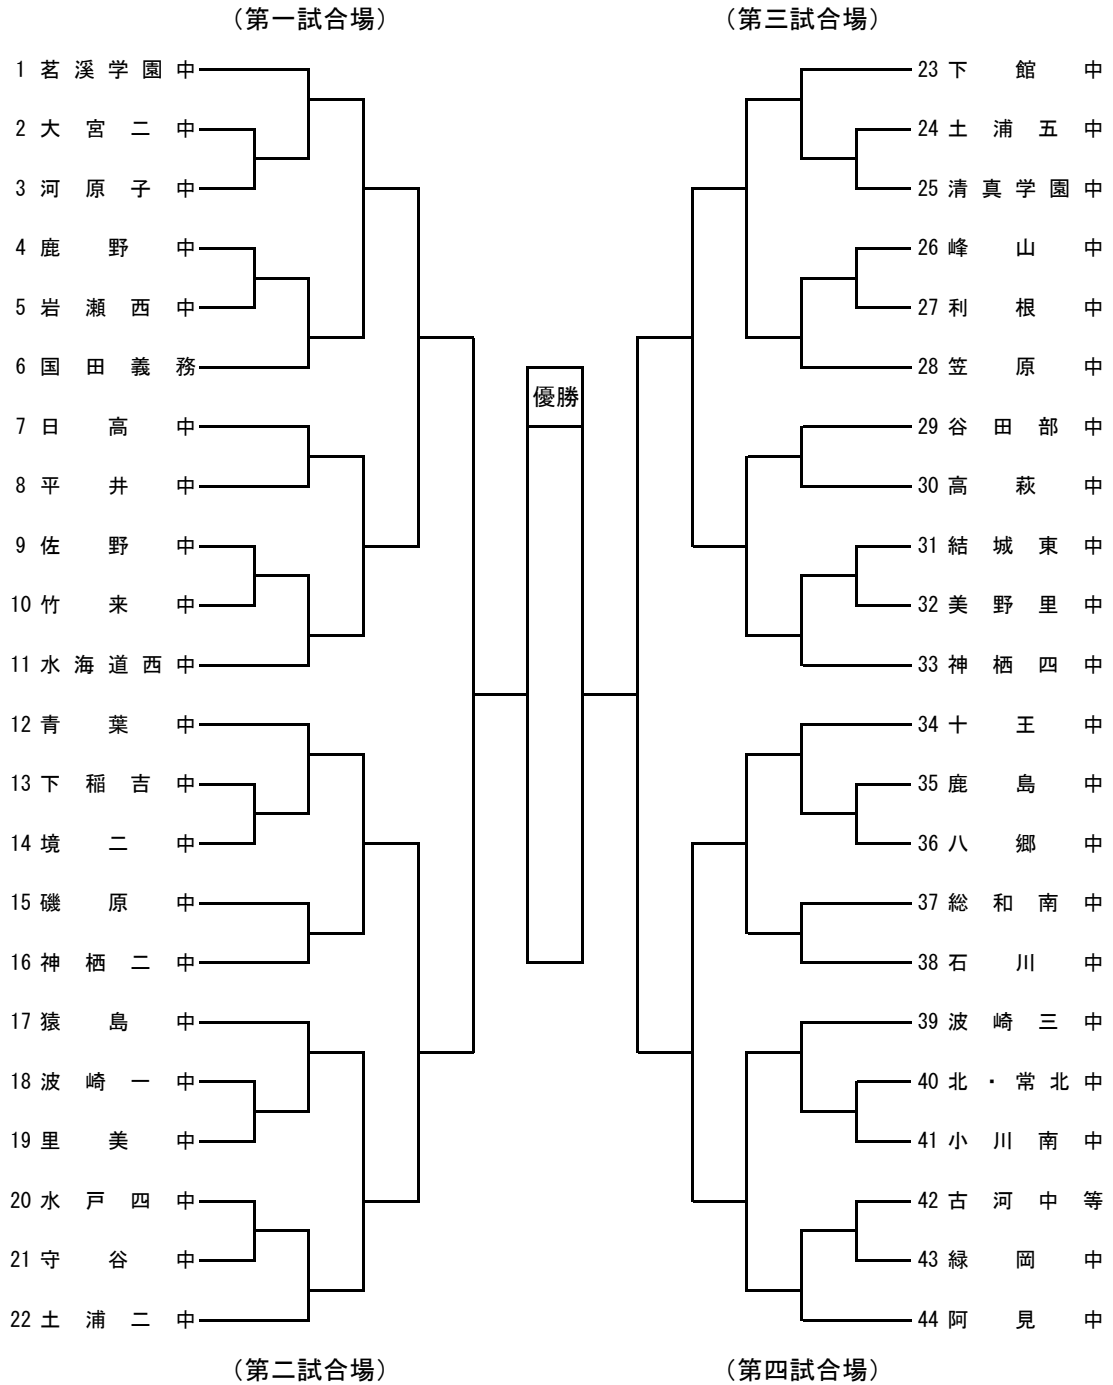 （第一試合場）
1 茗溪学園中
2 大宮二中
3 河原子中
4 鹿野中
5 岩瀬西中
6 国田義務
7 日高中
8 平井中
9 佐野中
10 竹来中
11 水海道西中
12 青葉中
13 下稲吉中
14 境二中
15 磯原中
16 神栖二中
17 猿島中
18 波崎一中
19 里美中
20 水戸四中
21 守谷中
22 土浦二中
（第二試合場）
優勝
（第三試合場）
23 下館中
24 土浦五中
25 清真学園中
26 峰山中
27 利根中
28 笠原中
29 谷田部中
30 高萩中
31 結城東中
32 美野里中
33 神栖四中
34 十王中
35 鹿島中
36 八郷中
37 総和南中
38 石川中
39 波崎三中
40 北・常北中
41 小川南中
42 古河中等
43 緑岡中
44 阿見中
（第四試合場）